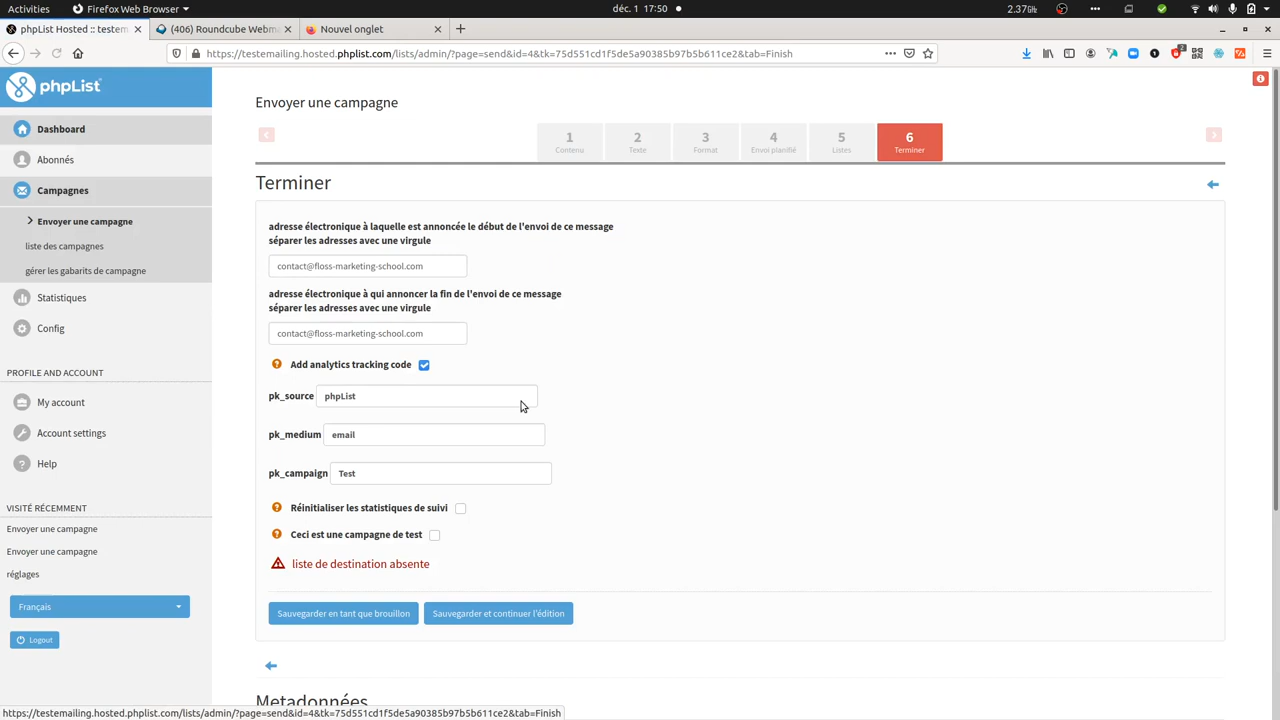 Activities
Firefox Web Browser
déc. 1 17:50
2.37GiB
phpList Hosted :: testem
(406) Roundcube Webma
Nouvel onglet
https://testemailing.hosted.phplist.com/lists/admin/?page=send&id=4&tk=75d551cd1f5de5a90385b97b5b611ce2&tab=Finish
phpList
Dashboard
Abonnés
Campagnes
Envoyer une campagne
liste des campagnes
gérer les gabarits de campagne
Statistiques
Config
PROFILE AND ACCOUNT
My account
Account settings
Help
VISITÉ RÉCEMMENT
Envoyer une campagne
Envoyer une campagne
réglages
Français
Logout
Envoyer une campagne
1 Contenu
2 Texte
3 Format
4 Envoi planifié
5 Listes
6 Terminer
Terminer
adresse électronique à laquelle est annoncée le début de l'envoi de ce message
séparer les adresses avec une virgule
contact@floss-marketing-school.com
adresse électronique à qui annoncer la fin de l'envoi de ce message
séparer les adresses avec une virgule
contact@floss-marketing-school.com
Add analytics tracking code
pk_source phpList
pk_medium email
pk_campaign Test
Réinitialiser les statistiques de suivi
Ceci est une campagne de test
liste de destination absente
Sauvegarder en tant que brouillon
Sauvegarder et continuer l'édition
Metadonnées
https://testemailing.hosted.phplist.com/lists/admin/?page=send&id=4&tk=75d551cd1f5de5a90385b97b5b611ce2&tab=Finish